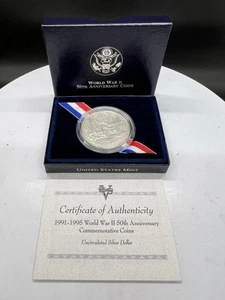 WORLD WAR II
50TH ANNIVERSARY COINS
UNITED STATES MINT
Certificate of Authenticity
1991-1995 World War II 50th Anniversary
Commemorative Coins
Uncirculated Silver Dollar